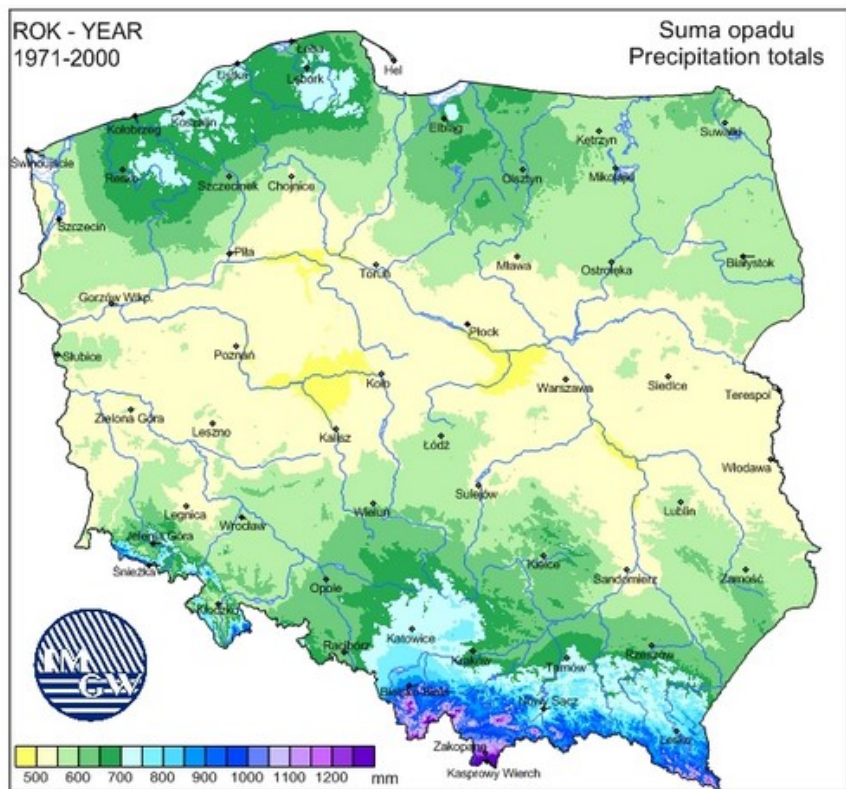 ROK - YEAR
1971-2000
Suma opadu
Precipitation totals
Łeba
Hel
Ustka
Lębork
Koszalin
Kołobrzeg
Elbląg
Suwałki
Kętrzyn
Świnoujście
Resko
Szczecinek
Chojnice
Olsztyn
Mikołajki
Szczecin
Piła
Toruń
Mława
Ostrołęka
Białystok
Gorzów Wlkp.
Płock
Słubice
Poznań
Koło
Warszawa
Siedlce
Terespol
Zielona Góra
Leszno
Kalisz
Łódź
Włodawa
Sulejów
Legnica
Wrocław
Wieluń
Lublin
Jelenia Góra
Śnieżka
Opole
Kielce
Sandomierz
Zamość
Kłodzko
Racibórz
Katowice
Kraków
Tarnów
Rzeszów
IM
GW
Bielsko-Biała
Nowy Sącz
Lesko
Zakopane
Kasprowy Wierch
500 600 700 800 900 1000 1100 1200 mm